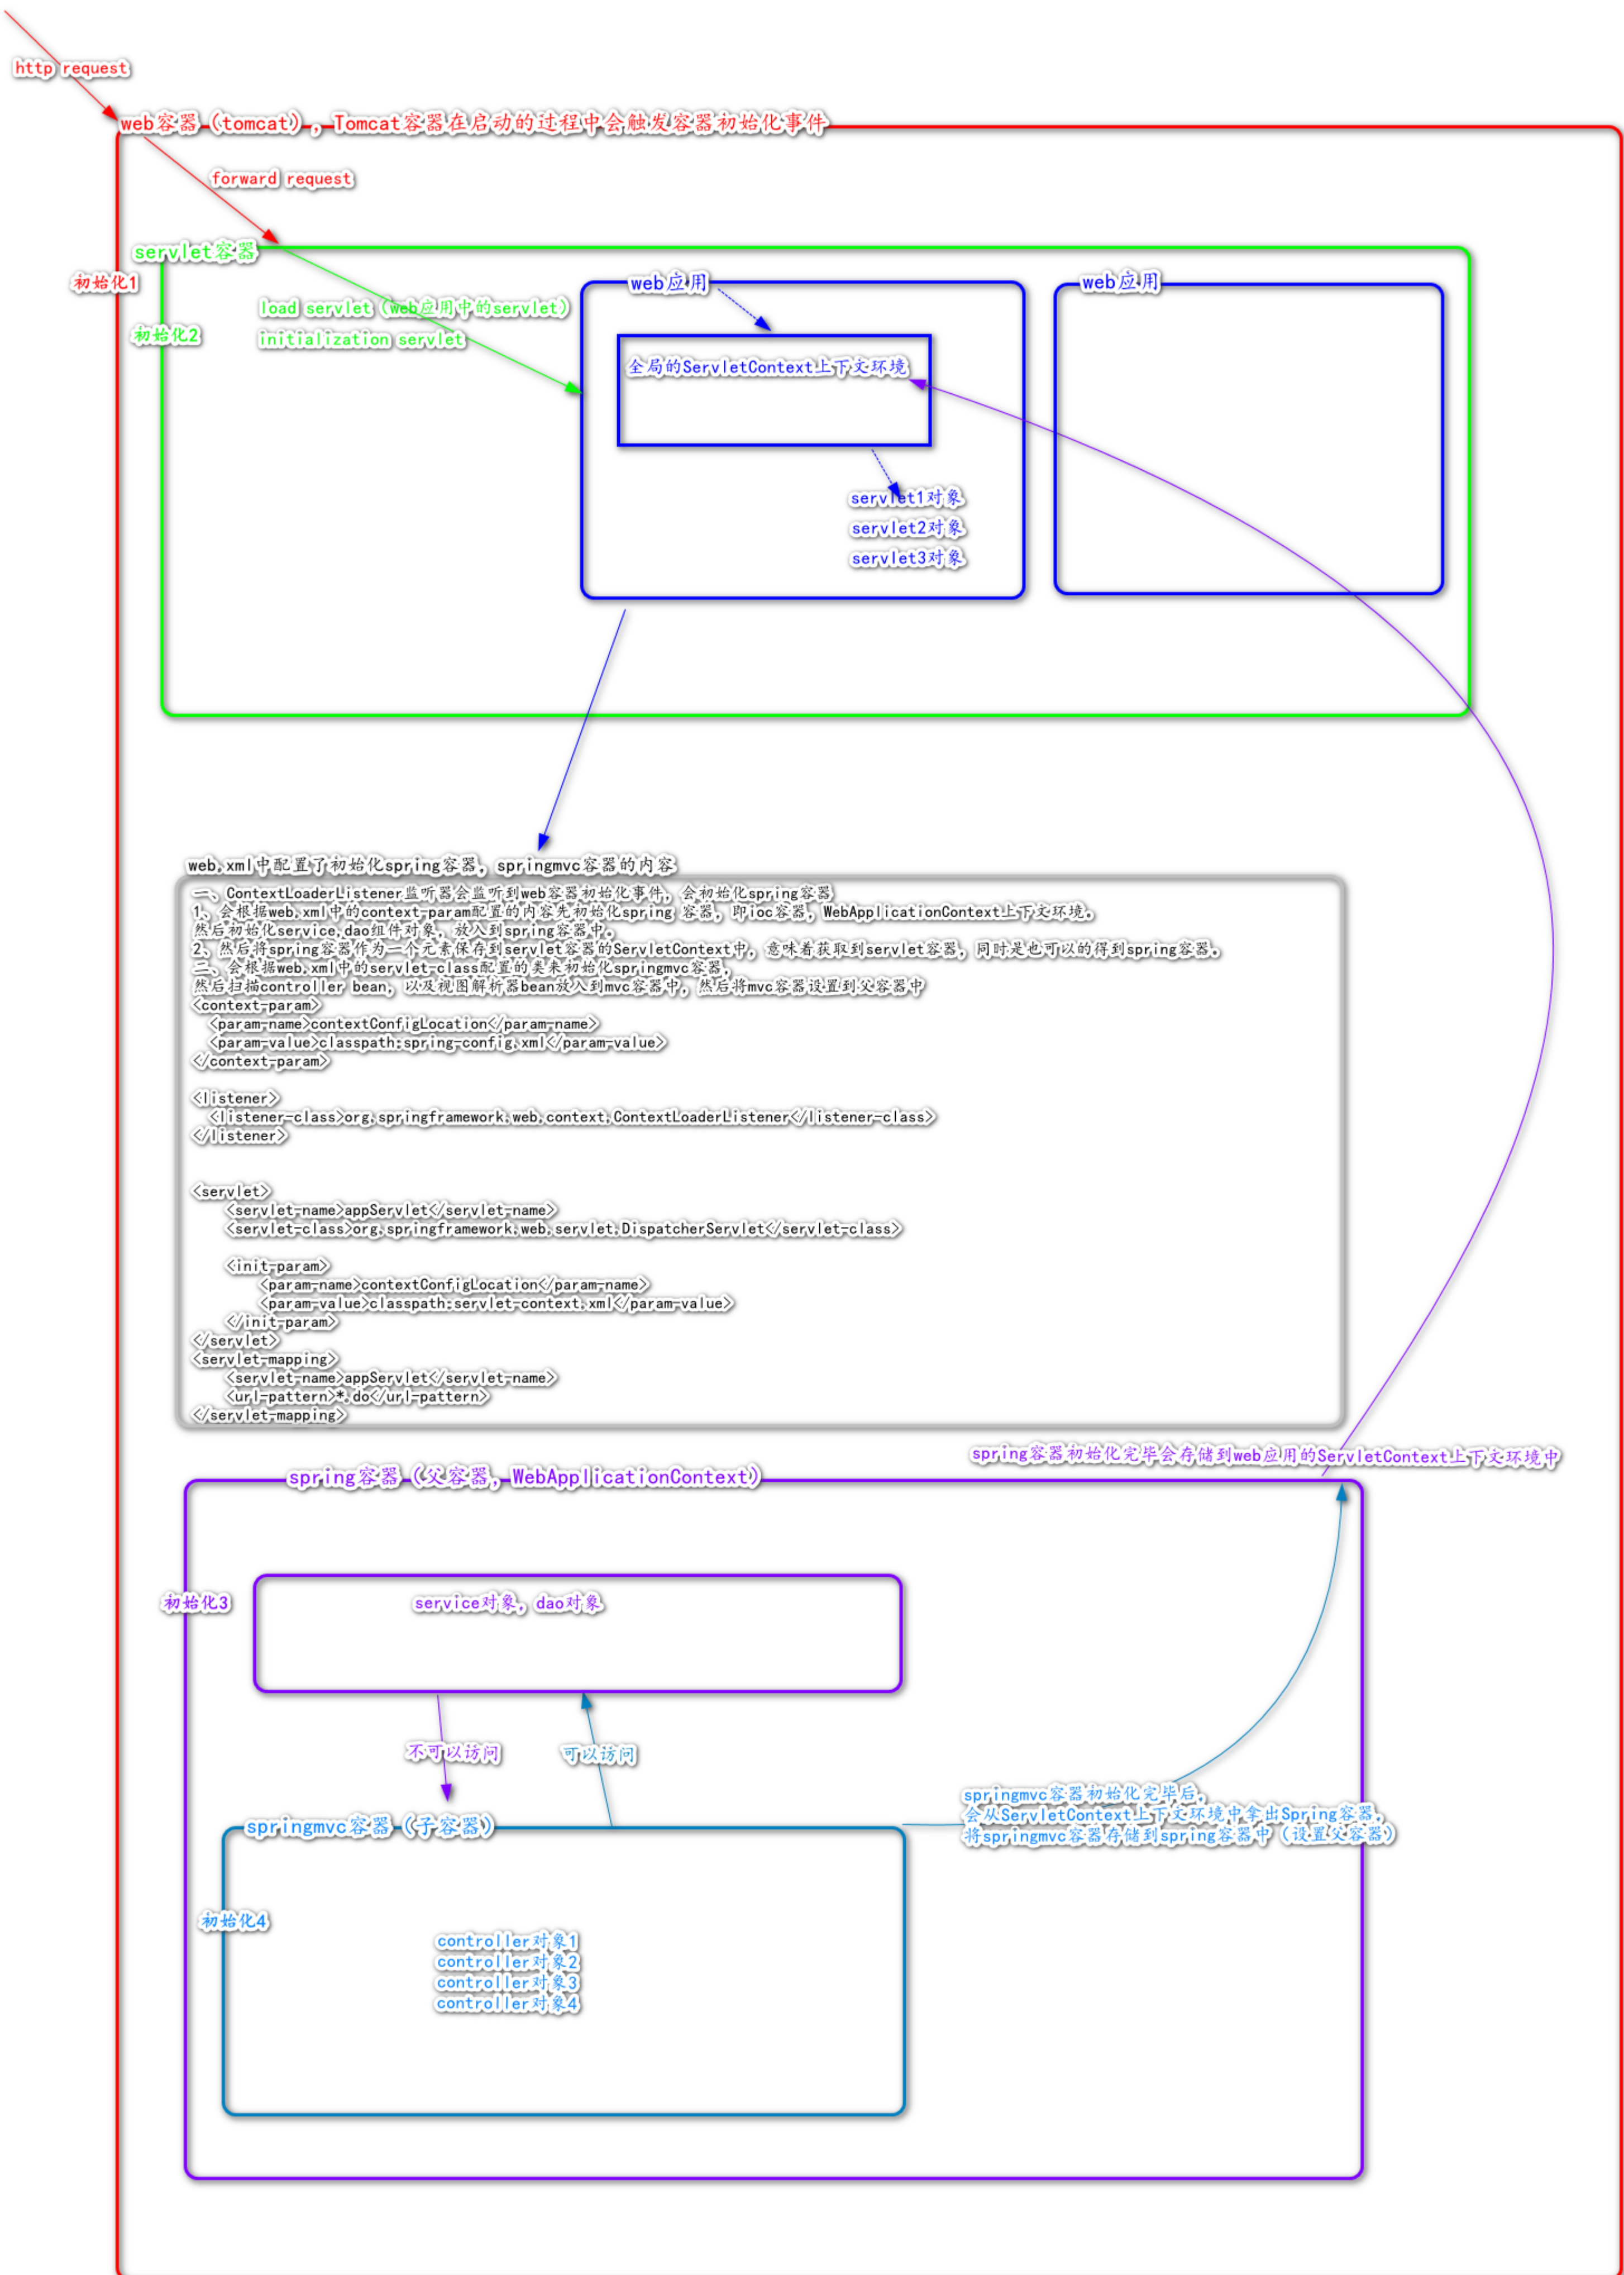 http request
web容器（tomcat），Tomcat容器在启动的过程中会触发容器初始化事件
forward request
servlet容器
初始化1
web应用
web应用
load servlet（web应用中的servlet）
初始化2
initialization servlet
全局的ServletContext上下文环境
servlet1对象
servlet2对象
servlet3对象
web.xml中配置了初始化spring容器，springmvc容器的内容
一、ContextLoaderListener监听器会监听到web容器初始化事件，会初始化spring容器
1、会根据web.xml中的context-param配置的内容先初始化spring 容器，即ioc容器，WebApplicationContext上下文环境。
然后初始化service,dao组件对象，放入到spring容器中。
2、然后将spring容器作为一个元素保存到servlet容器的ServletContext中，意味着获取到servlet容器，同时是也可以的得到spring容器。
二、会根据web.xml中的servlet-class配置的类来初始化springmvc容器，
然后扫描controller bean，以及视图解析器bean放入到mvc容器中，然后将mvc容器设置到父容器中
<context-param>
<param-name>contextConfigLocation</param-name>
<param-value>classpath:spring-config.xml</param-value>
</context-param>
<listener>
<listener-class>org.springframework.web.context.ContextLoaderListener</listener-class>
</listener>
<servlet>
<servlet-name>appServlet</servlet-name>
<servlet-class>org.springframework.web.servlet.DispatcherServlet</servlet-class>
<init-param>
<param-name>contextConfigLocation</param-name>
<param-value>classpath:servlet-context.xml</param-value>
</init-param>
</servlet>
<servlet-mapping>
<servlet-name>appServlet</servlet-name>
<url-pattern>*.do</url-pattern>
</servlet-mapping>
spring容器初始化完毕会存储到web应用的ServletContext上下文环境中
spring容器（父容器，WebApplicationContext）
初始化3
service对象，dao对象
不可以访问
可以访问
springmvc容器初始化完毕后，
会从ServletContext上下文环境中拿出Spring容器，
将springmvc容器存储到spring容器中（设置父容器）
springmvc容器（子容器）
初始化4
controller对象1
controller对象2
controller对象3
controller对象4